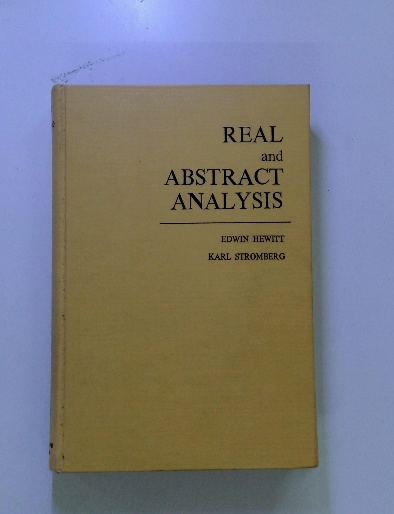 REAL
and
ABSTRACT
ANALYSIS
EDWIN HEWITT
KARL STROMBERG